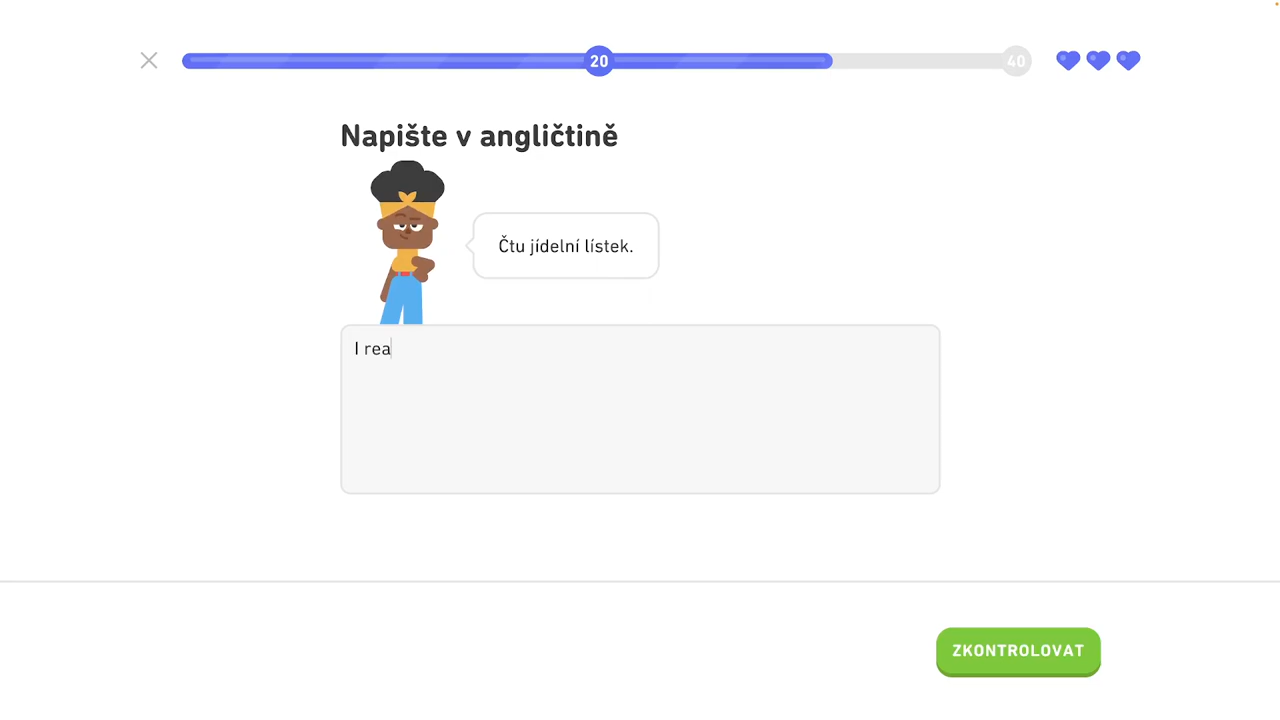 20
40
Napište v angličtině
Čtu jídelní lístek.
I rea
ZKONTROLOVAT